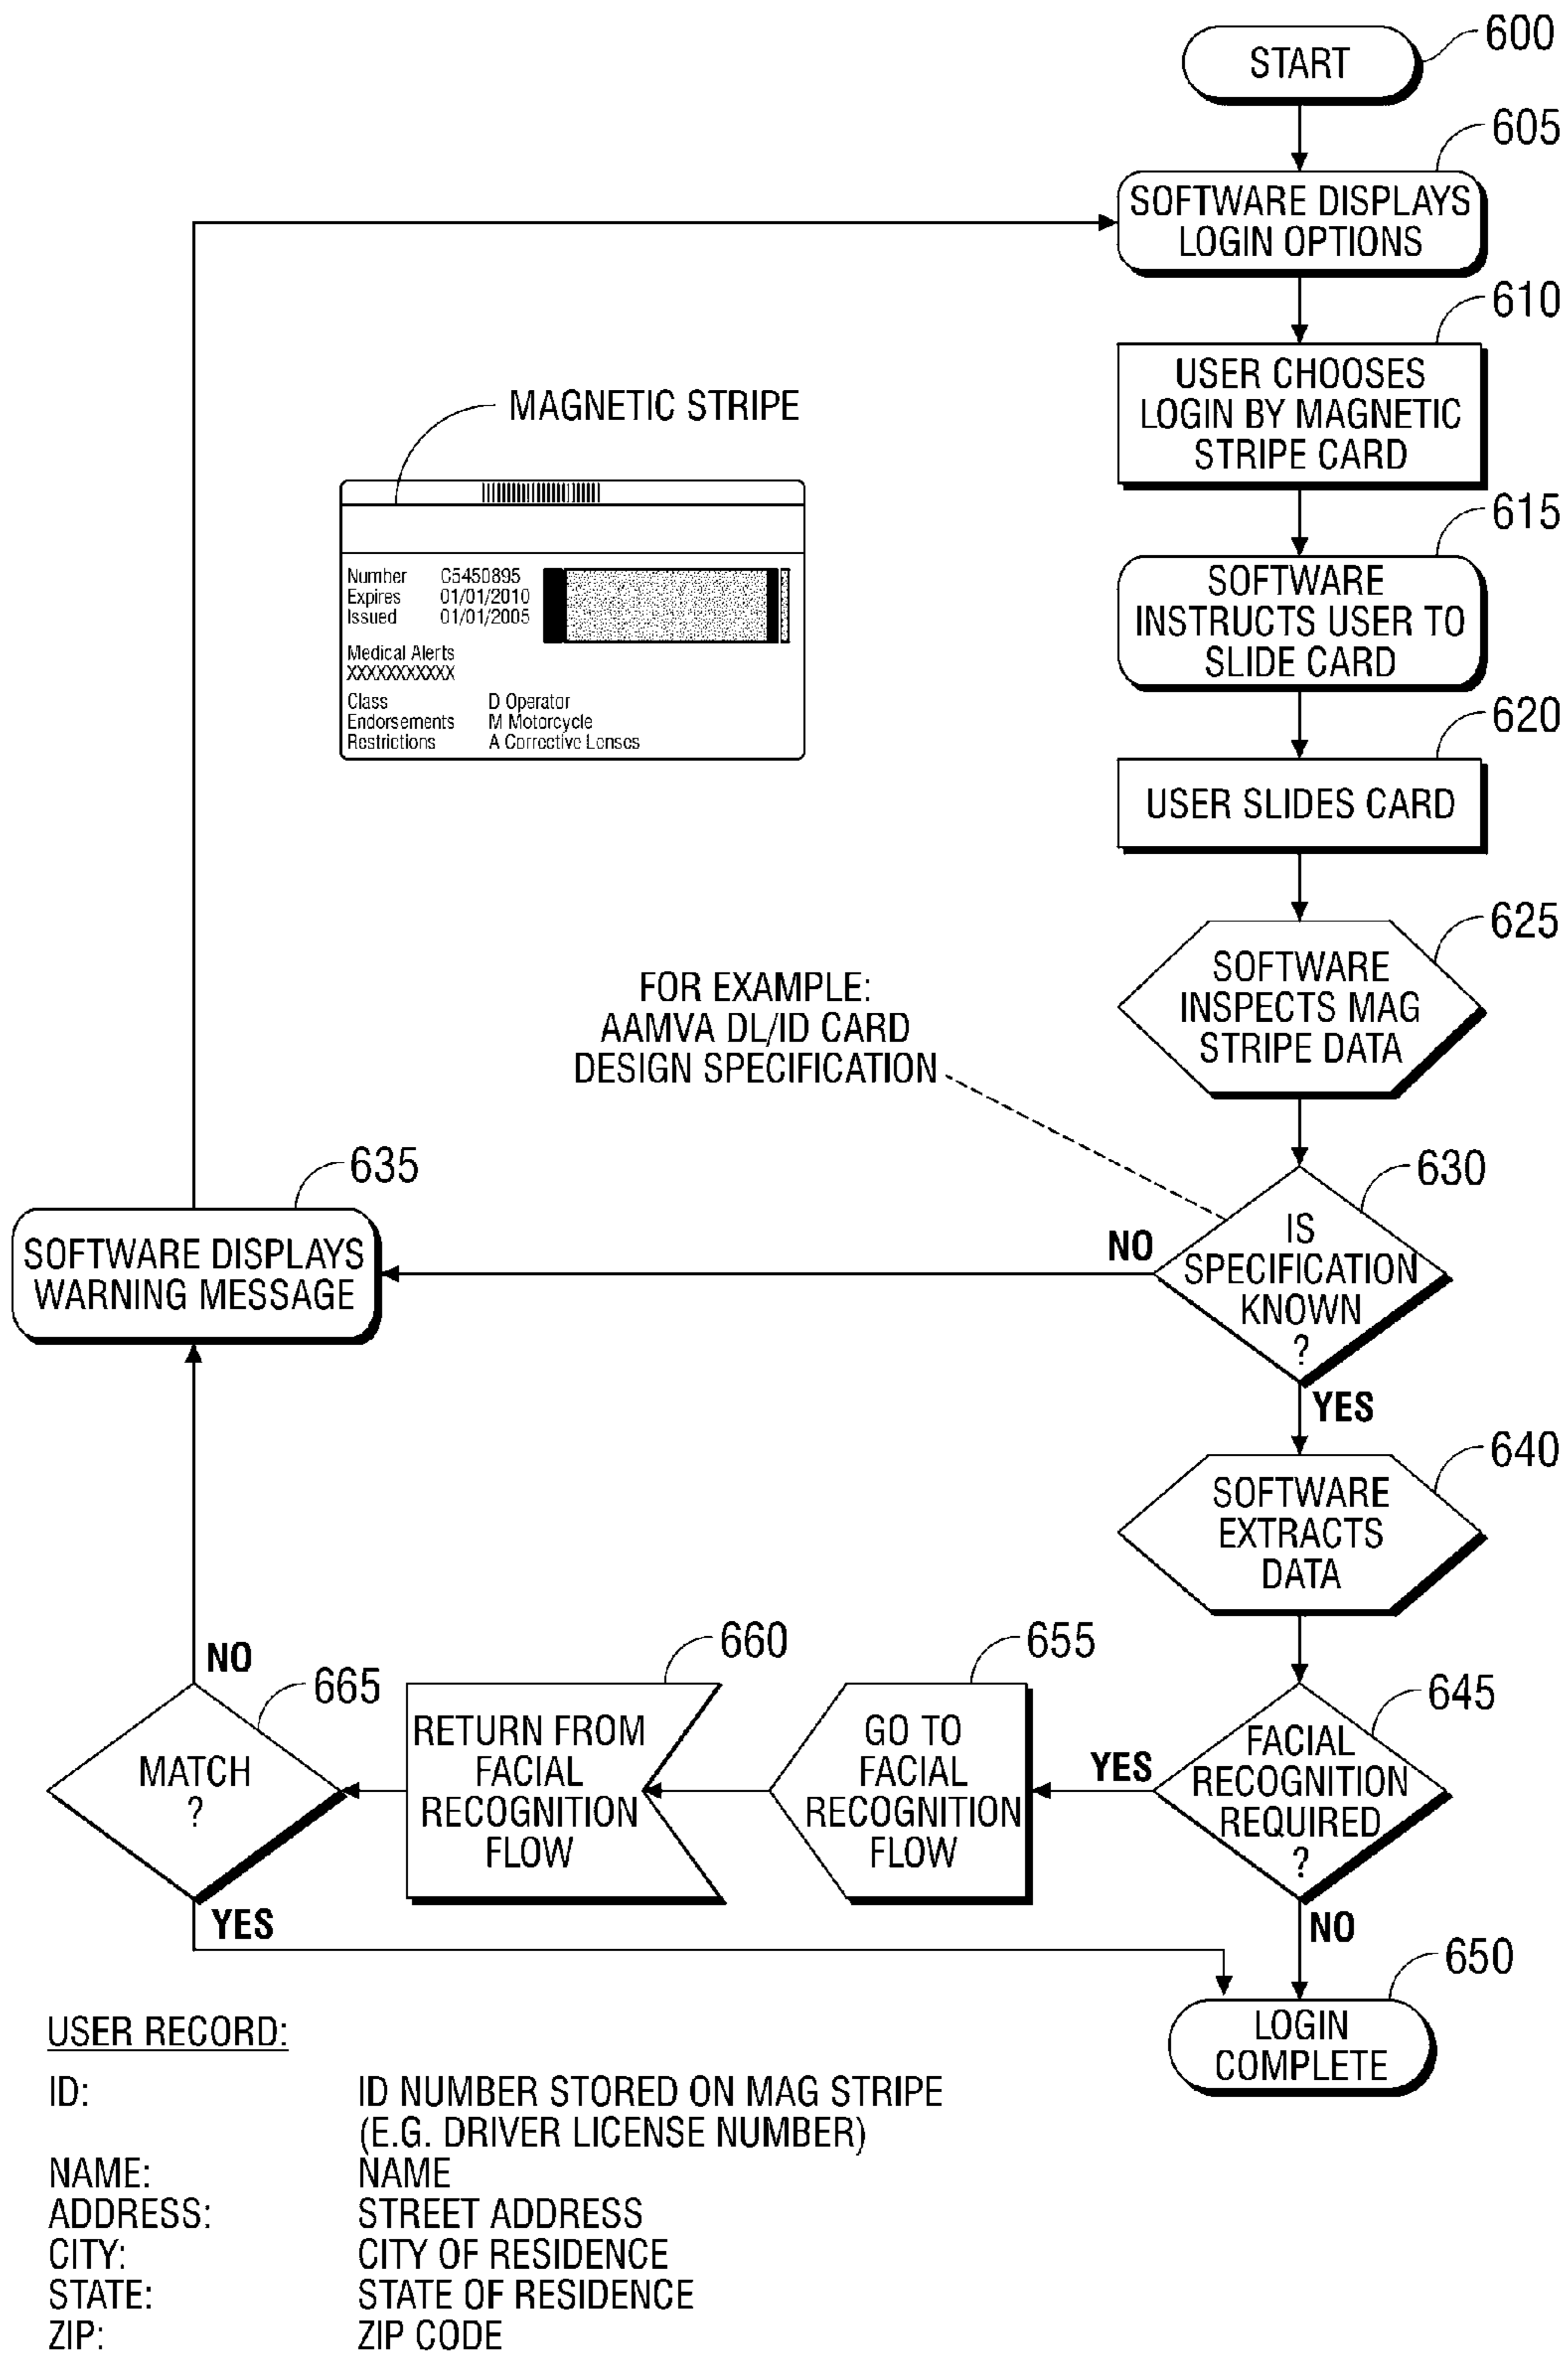 START
600
605
SOFTWARE DISPLAYS
LOGIN OPTIONS
610
USER CHOOSES
LOGIN BY MAGNETIC
STRIPE CARD
MAGNETIC STRIPE
Number C5450895
Expires 01/01/2010
Issued 01/01/2005
Medical Alerts
XXXXXXXXXXX
Class D Operator
Endorsements M Motorcycle
Restrictions A Corrective Lenses
615
SOFTWARE
INSTRUCTS USER TO
SLIDE CARD
620
USER SLIDES CARD
625
SOFTWARE
INSPECTS MAG
STRIPE DATA
FOR EXAMPLE:
AAMVA DL/ID CARD
DESIGN SPECIFICATION
630
IS
SPECIFICATION
KNOWN
?
NO
YES
635
SOFTWARE DISPLAYS
WARNING MESSAGE
640
SOFTWARE
EXTRACTS
DATA
645
FACIAL
RECOGNITION
REQUIRED
?
YES
NO
655
GO TO
FACIAL
RECOGNITION
FLOW
660
RETURN FROM
FACIAL
RECOGNITION
FLOW
665
MATCH
?
NO
YES
650
LOGIN
COMPLETE
USER RECORD:
ID: ID NUMBER STORED ON MAG STRIPE
(E.G. DRIVER LICENSE NUMBER)
NAME: NAME
ADDRESS: STREET ADDRESS
CITY: CITY OF RESIDENCE
STATE: STATE OF RESIDENCE
ZIP: ZIP CODE